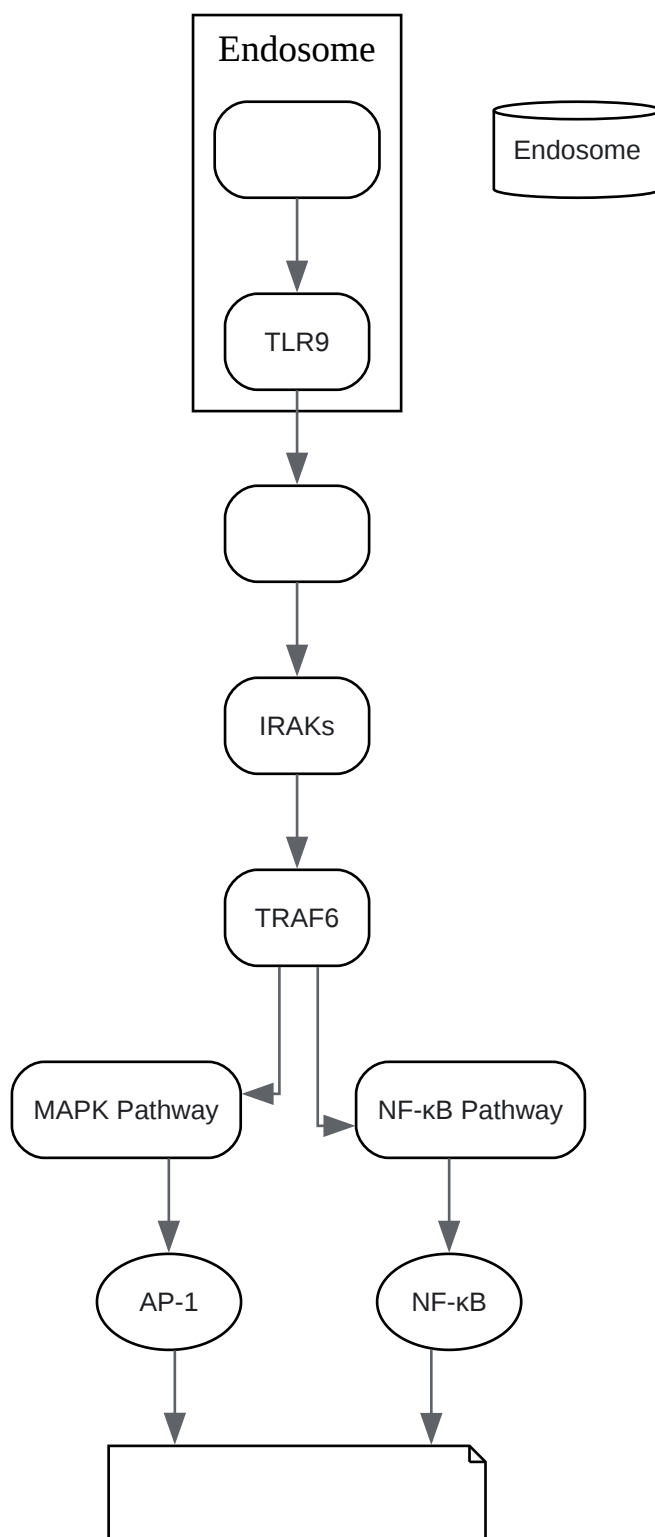 Endosome
Endosome
TLR9
IRAKs
TRAF6
MAPK Pathway
NF-κB Pathway
AP-1
NF-κB